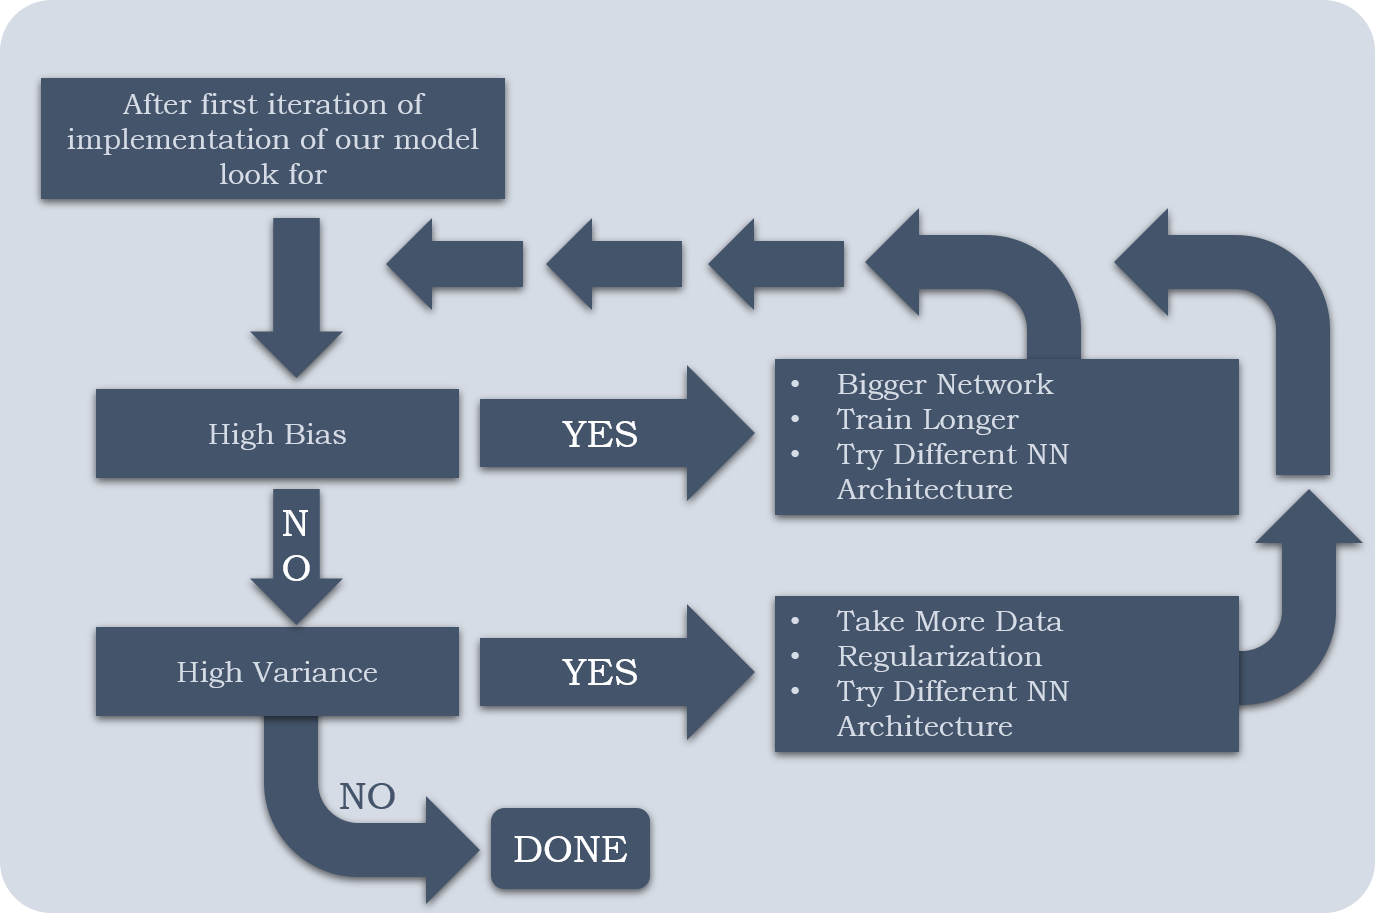 After first iteration of
implementation of our model
look for
High Bias
YES
• Bigger Network
• Train Longer
• Try Different NN
Architecture
N
O
High Variance
YES
• Take More Data
• Regularization
• Try Different NN
Architecture
NO
DONE